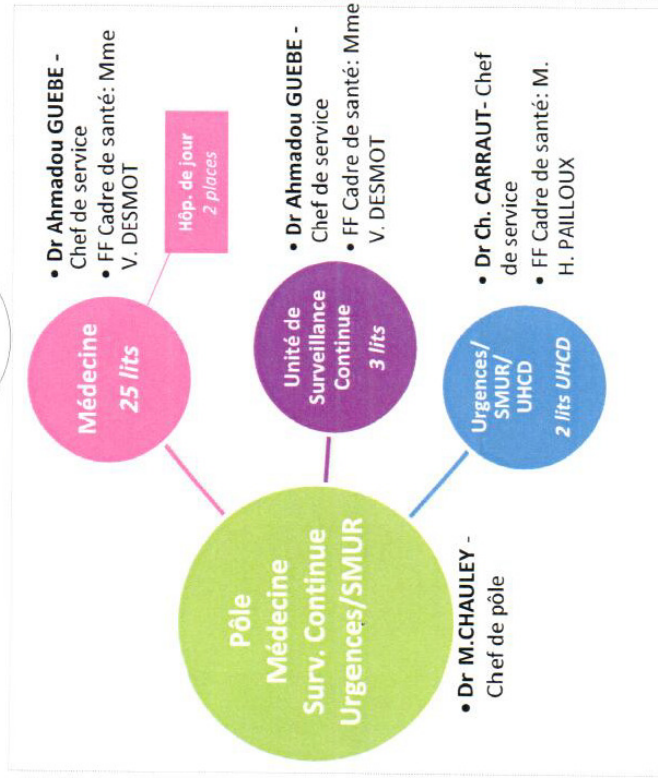 Pôle
Médecine
Surv. Continue
Urgences/SMUR
• Dr M.CHAULEY -
Chef de pôle
Médecine
25 lits
• Dr Ahmadou GUEBE -
Chef de service
• FF Cadre de santé: Mme
V. DESMOT
Hôp. de jour
2 places
Unité de
Surveillance
Continue
3 lits
• Dr Ahmadou GUEBE -
Chef de service
• FF Cadre de santé: Mme
V. DESMOT
Urgences/
SMUR/
UHCD
2 lits UHCD
• Dr Ch. CARRAUT- Chef
de service
• FF Cadre de santé: M.
H. PAILLOUX